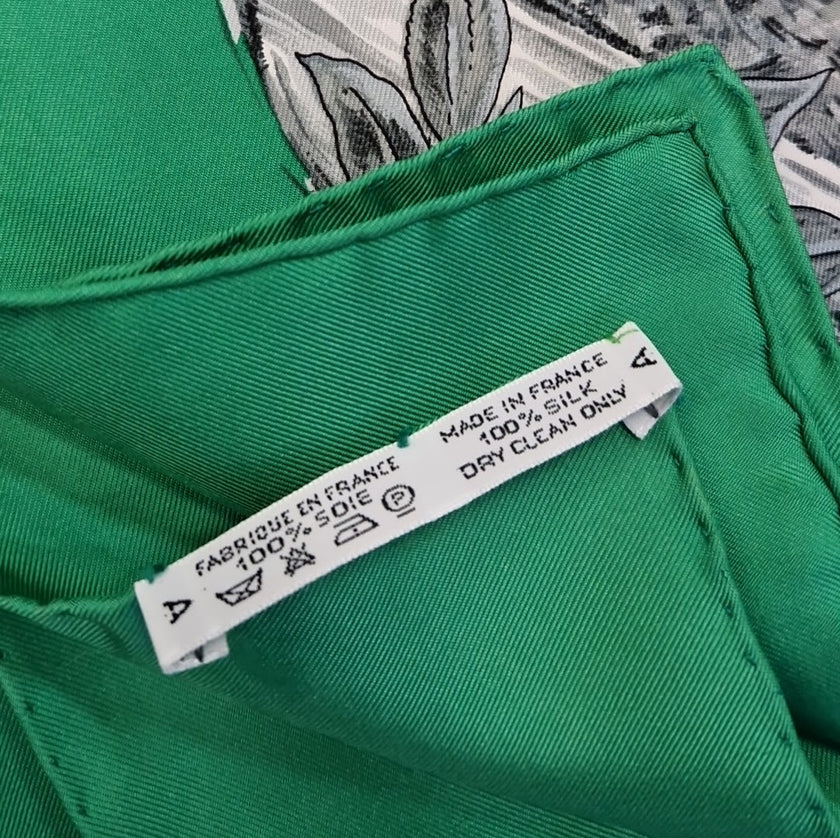 A
FABRIQUE EN FRANCE
100% SOIE
P
MADE IN FRANCE
100% SILK
DRY CLEAN ONLY
A